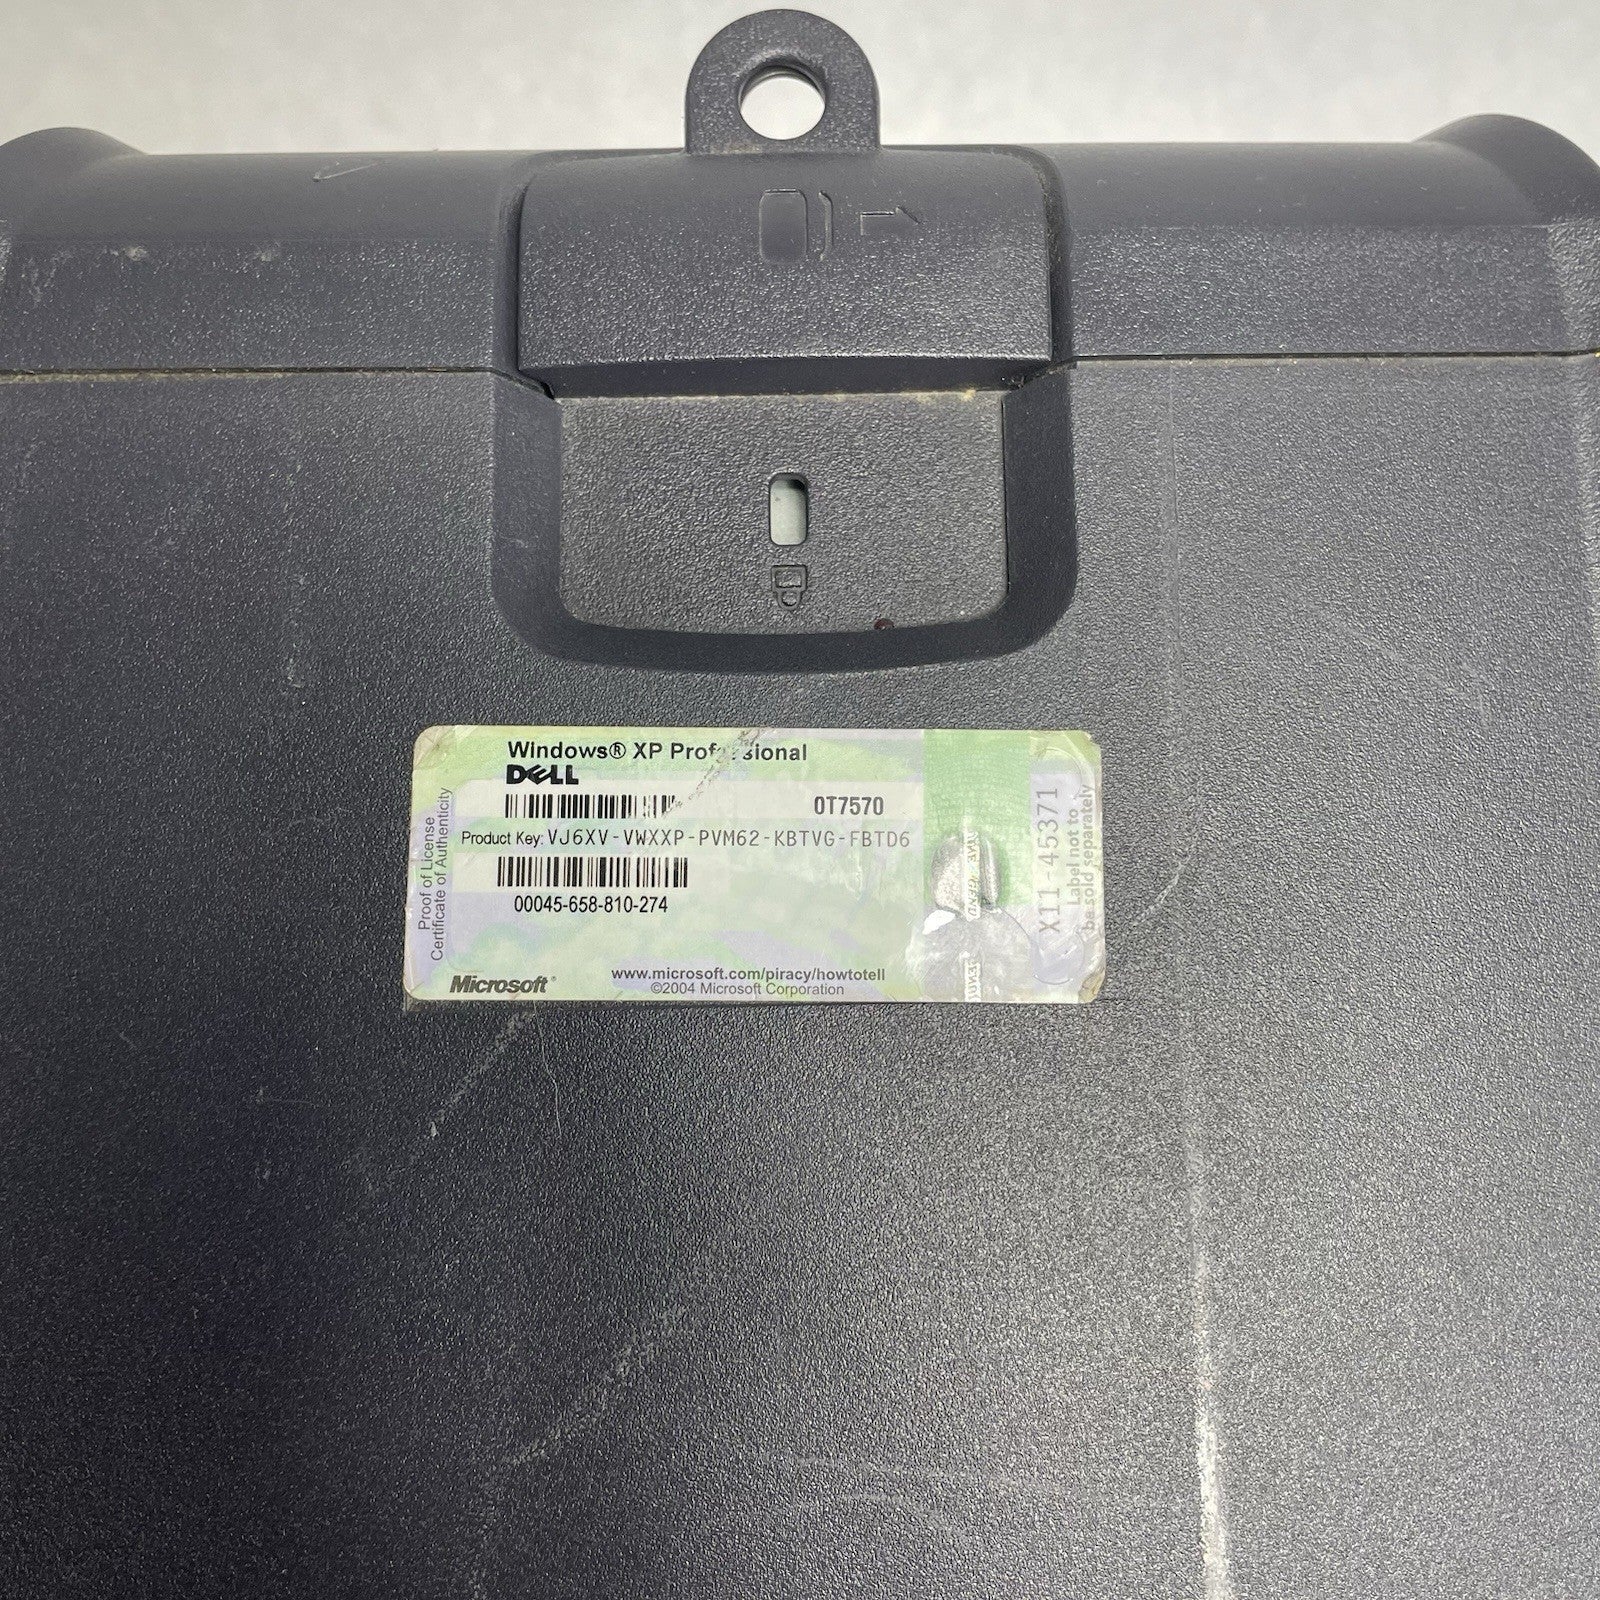 Windows® XP Professional
DELL
0T7570
Product Key: VJ6XV-VWXXP-PVM62-KBTVG-FBTD6
00045-658-810-274
Proof of License
Certificate of Authenticity
Microsoft®
www.microsoft.com/piracy/howtotell
©2004 Microsoft Corporation
X11-45371
Label not to
be sold separately